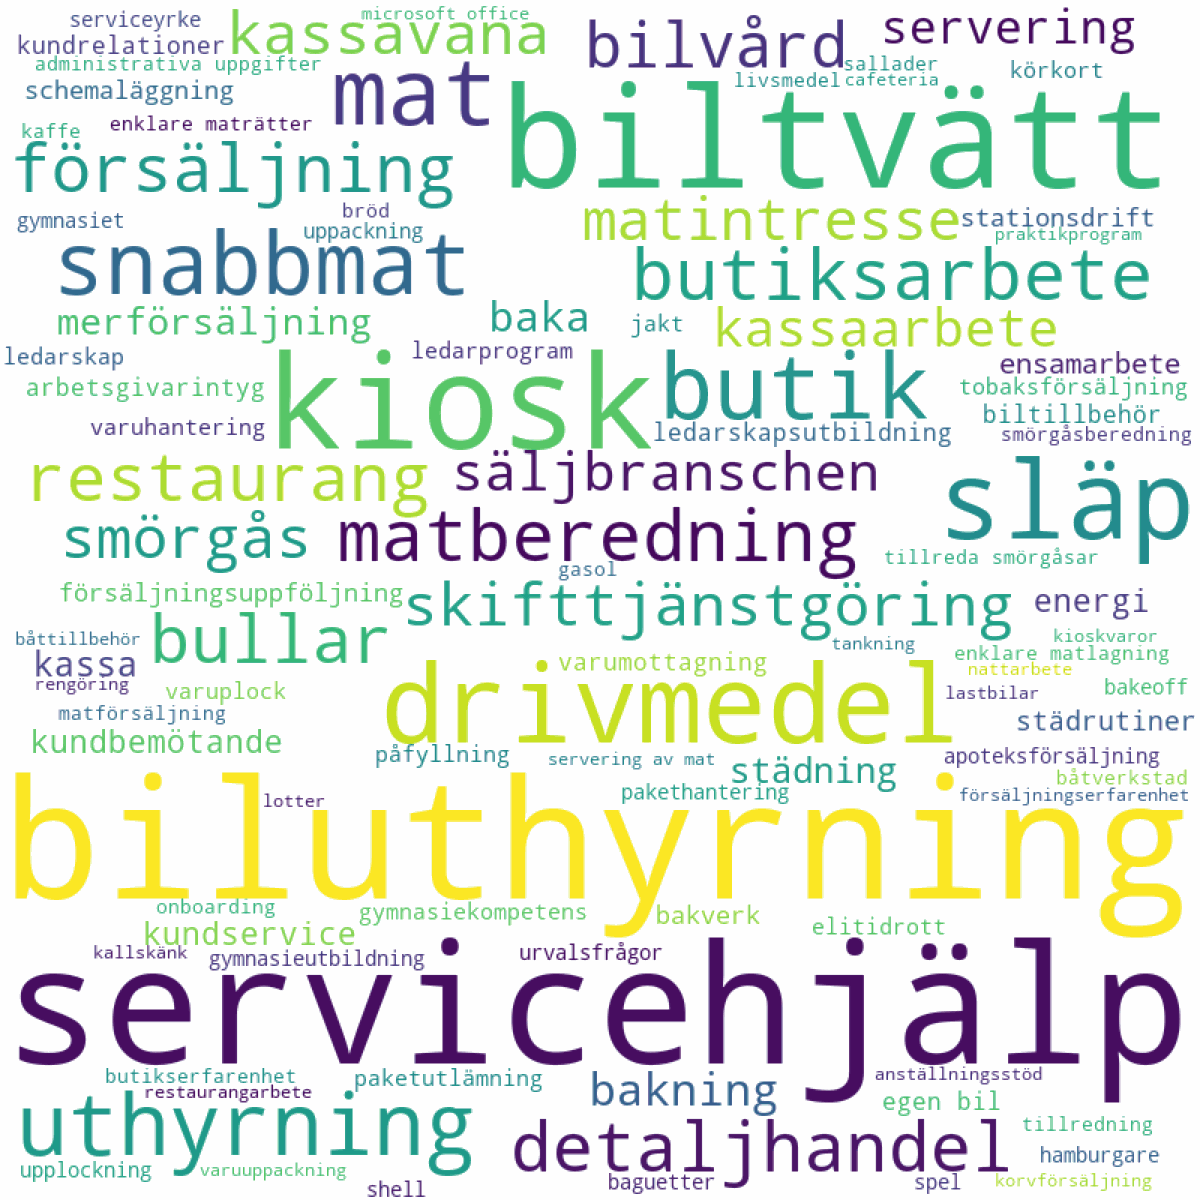 serviceyrke
microsoft office
kundrelationer
kassavana
bilvård
servering
administrativa uppgifter
sallader
livsmedel
cafeteria
körkort
schemaläggning
mat
biltvätt
kaffe
enklare maträtter
försäljning
gymnasiet
bröd
uppackning
matintresse
stationsdrift
praktikprogram
snabbmat
butiksarbete
merförsäljning
baka
jakt
kassaarbete
ledarskap
ledarprogram
ensamarbete
arbetsgivarintyg
kiosk
butik
tobaksförsäljning
biltillbehör
varuhantering
ledarskapsutbildning
smörgåsberedning
restaurang
säljbranschen
släp
smörgås
matberedning
tillreda smörgåsar
gasol
försäljningsuppföljning
skifttjänstgöring
energi
båttillbehör
bullar
tankning
kioskvaror
enklare matlagning
kassa
varumottagning
nattarbete
rengöring
varuplock
drivmedel
lastbilar
bakeoff
matförsäljning
städrutiner
kundbemötande
påfyllning
servering av mat
städning
apoteksförsäljning
båtverkstad
pakethantering
försäljningserfarenhet
lotter
biluthyrning
onboarding
gymnasiekompetens
bakverk
elitidrott
kundservice
kallskänk
gymnasieutbildning
urvalsfrågor
servicehjälp
butikserfarenhet
paketutlämning
bakning
anställningsstöd
restaurangarbete
egen bil
uthyrning
detaljhandel
tillredning
hamburgare
upplockning
varuuppackning
shell
baguetter
spel
korvförsäljning